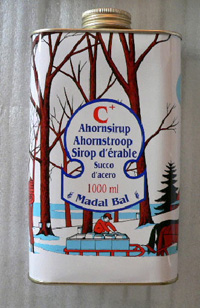 C+
Ahornsirup
Ahornstroop
Sirop d'érable
Succo
d'acero
1000 ml
Madal Bal